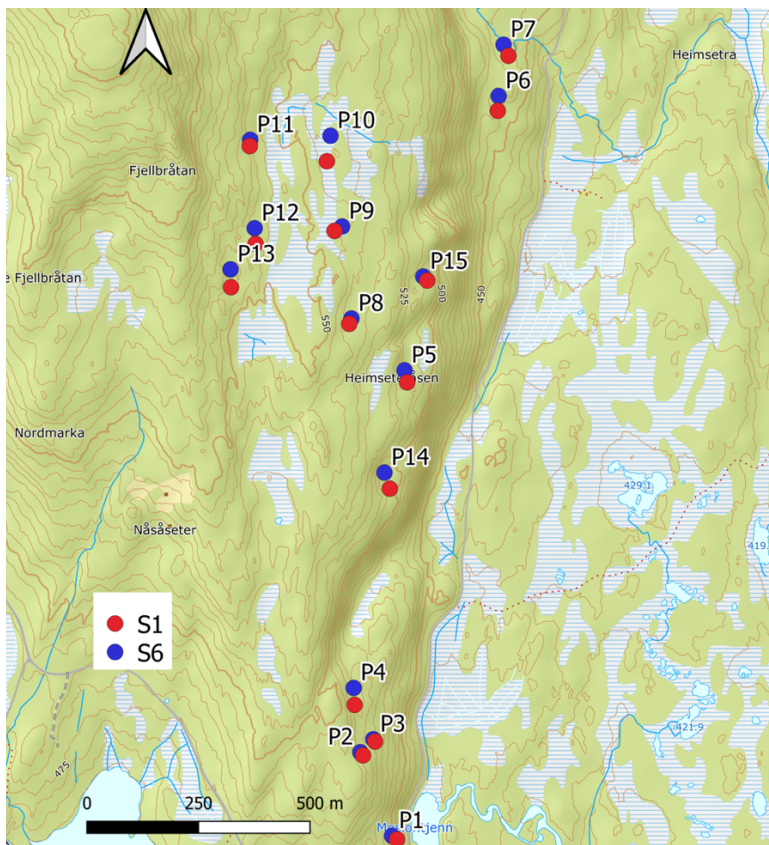 P7
Heimsetra
P6
P11
P10
Fjellbråtan
P12
P9
P13
P15
e Fjellbråtan
525
500
450
P8
550
P5
Nordmarka
P14
429.1
Nåsåseter
419.
S1
S6
P4
P2
P3
421.9
475
0
250
500 m
P1